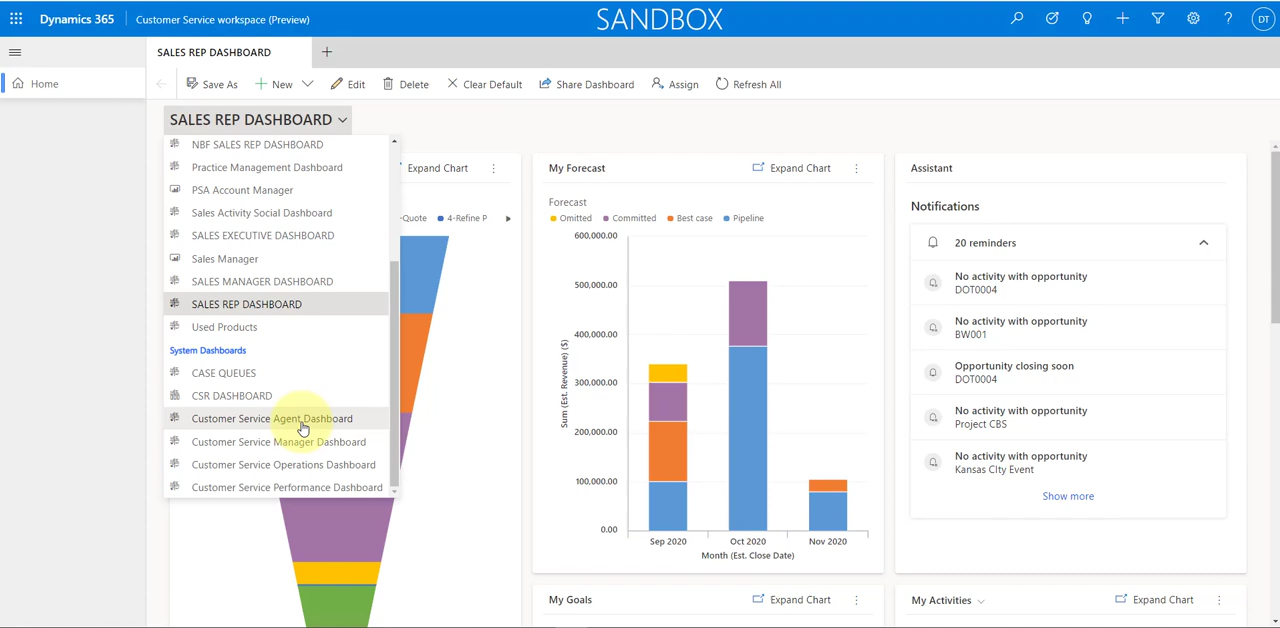 Dynamics 365
Customer Service workspace (Preview)
SANDBOX
DT
SALES REP DASHBOARD
Home
Save As
New
Edit
Delete
Clear Default
Share Dashboard
Assign
Refresh All
SALES REP DASHBOARD
NBF SALES REP DASHBOARD
Practice Management Dashboard
PSA Account Manager
Sales Activity Social Dashboard
SALES EXECUTIVE DASHBOARD
Sales Manager
SALES MANAGER DASHBOARD
SALES REP DASHBOARD
Used Products
System Dashboards
CASE QUEUES
CSR DASHBOARD
Customer Service Agent Dashboard
Customer Service Manager Dashboard
Customer Service Operations Dashboard
Customer Service Performance Dashboard
Expand Chart
-Quote
4-Refine P
My Forecast
Expand Chart
Forecast
Omitted
Committed
Best case
Pipeline
Sum (Est. Revenue) ($)
600,000.00
500,000.00
400,000.00
300,000.00
200,000.00
100,000.00
0.00
Sep 2020
Oct 2020
Nov 2020
Month (Est. Close Date)
Assistant
Notifications
20 reminders
No activity with opportunity
DOT0004
No activity with opportunity
BW001
Opportunity closing soon
DOT0004
No activity with opportunity
Project CBS
No activity with opportunity
Kansas CIty Event
Show more
My Goals
Expand Chart
My Activities
Expand Chart